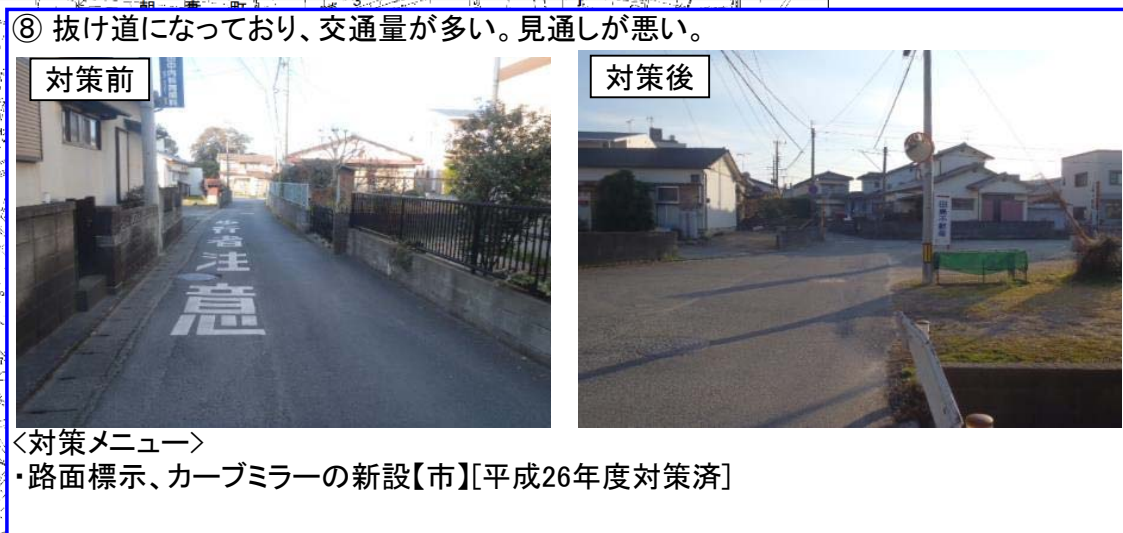 ⑧ 抜け道になっており、交通量が多い。見通しが悪い。
対策前
対策後
歩行者注意
<対策メニュー>
・路面標示、カーブミラーの新設【市】[平成26年度対策済]